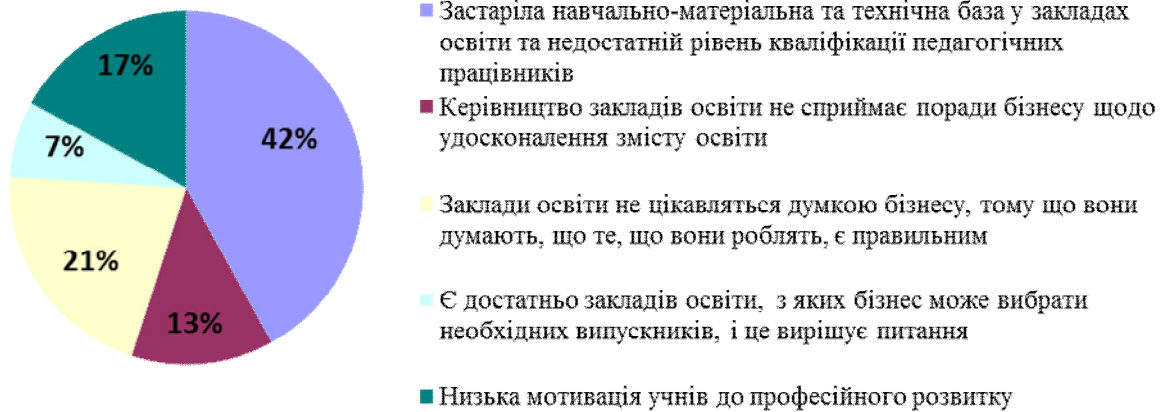 Застаріла навчально-матеріальна та технічна база у закладах
освіти та недостатній рівень кваліфікації педагогічних
працівників
Керівництво закладів освіти не сприймає поради бізнесу щодо
удосконалення змісту освіти
Заклади освіти не цікавляться думкою бізнесу, тому що вони
думають, що те, що вони роблять, є правильним
Є достатньо закладів освіти, з яких бізнес може вибрати
необхідних випускників, і це вирішує питання
Низька мотивація учнів до професійного розвитку
17%
42%
7%
21%
13%